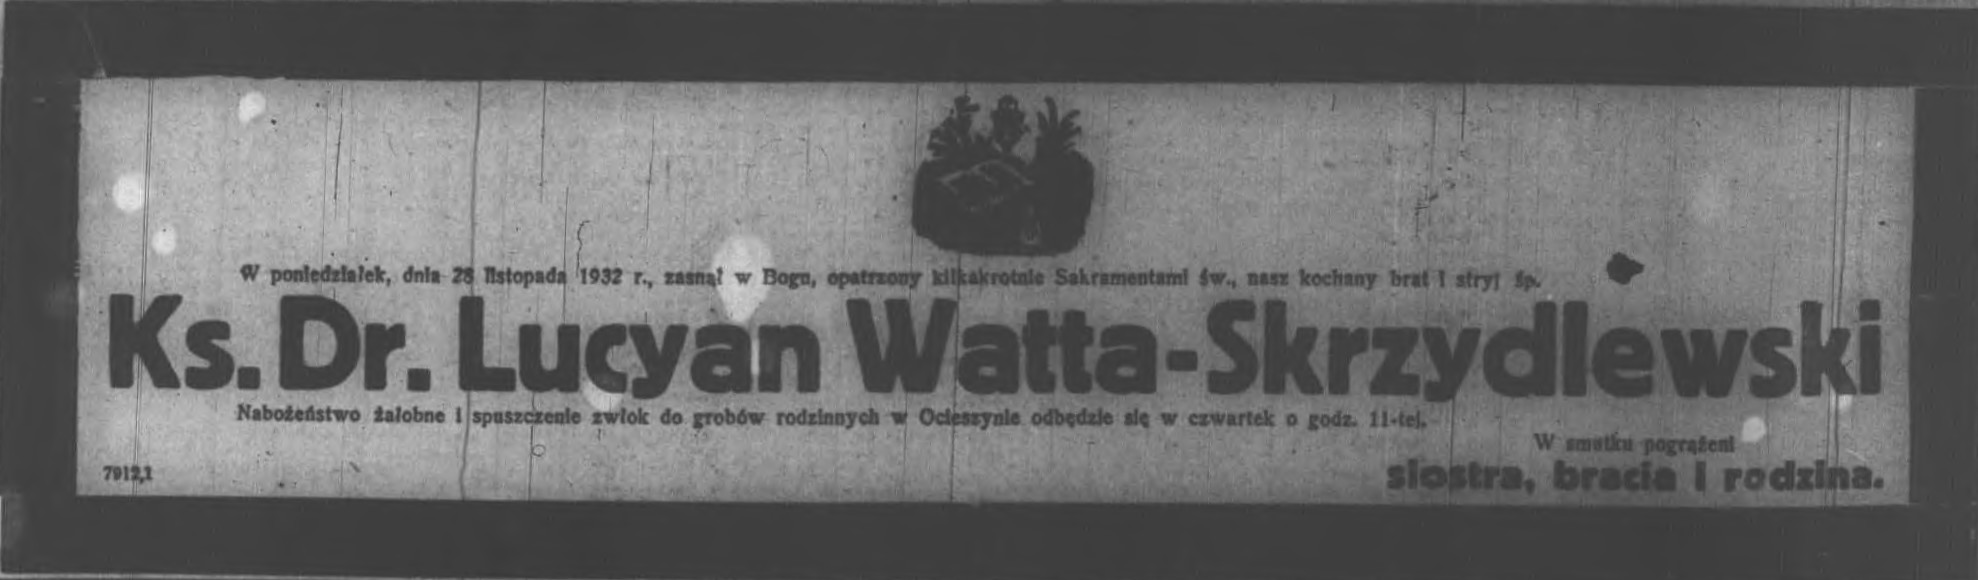 W poniedziałek, dnia 28 listopada 1932 r., zasnął w Bogu, opatrzony kilkakrotnie Sakramentami św., nasz kochany brat i stryj śp.
Ks. Dr. Lucyan Watta-Skrzydlewski
Nabożeństwo żałobne i spuszczenie zwłok do grobów rodzinnych w Ocieszynie odbędzie się w czwartek o godz. 11-tej.
W smutku pogrążeni
7912,1
siostra, bracia i rodzina.